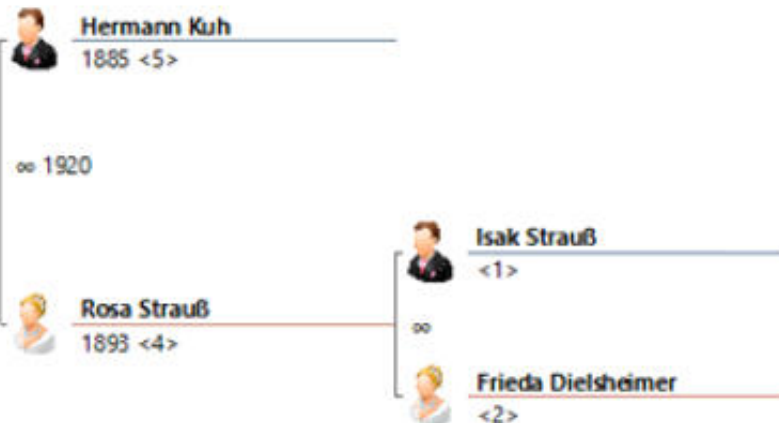 Hermann Kuh
1885 <5>
∞ 1920
Isak Strauß
<1>
Rosa Strauß
∞
1893 <4>
Frieda Dielsheimer
<2>